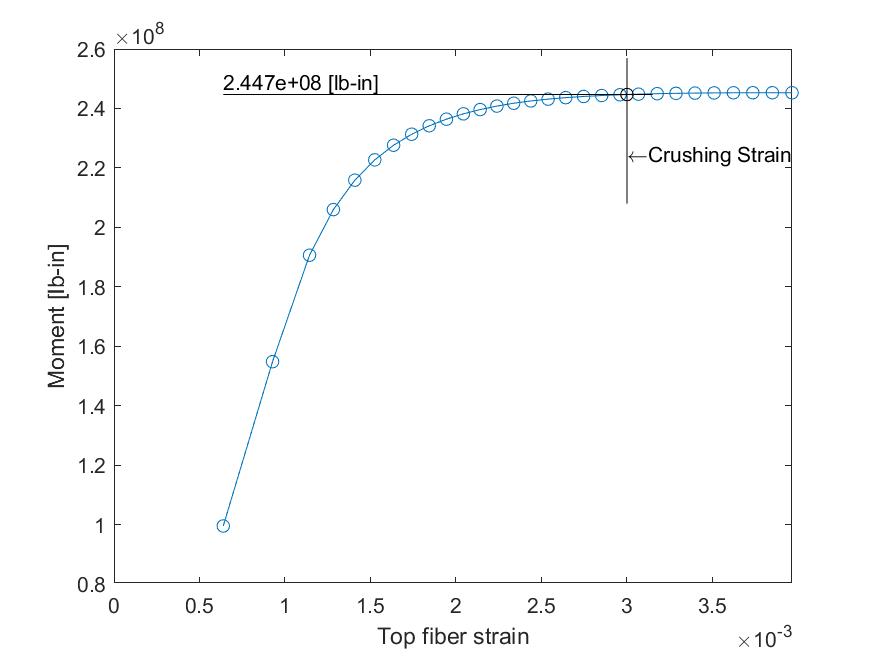 ×10⁸
2.6
2.447e+08 [lb-in]
2.4
←Crushing Strain
2.2
2
1.8
1.6
1.4
1.2
1
0.8
Moment [lb-in]
0 0.5 1 1.5 2 2.5 3 3.5
Top fiber strain
×10⁻³